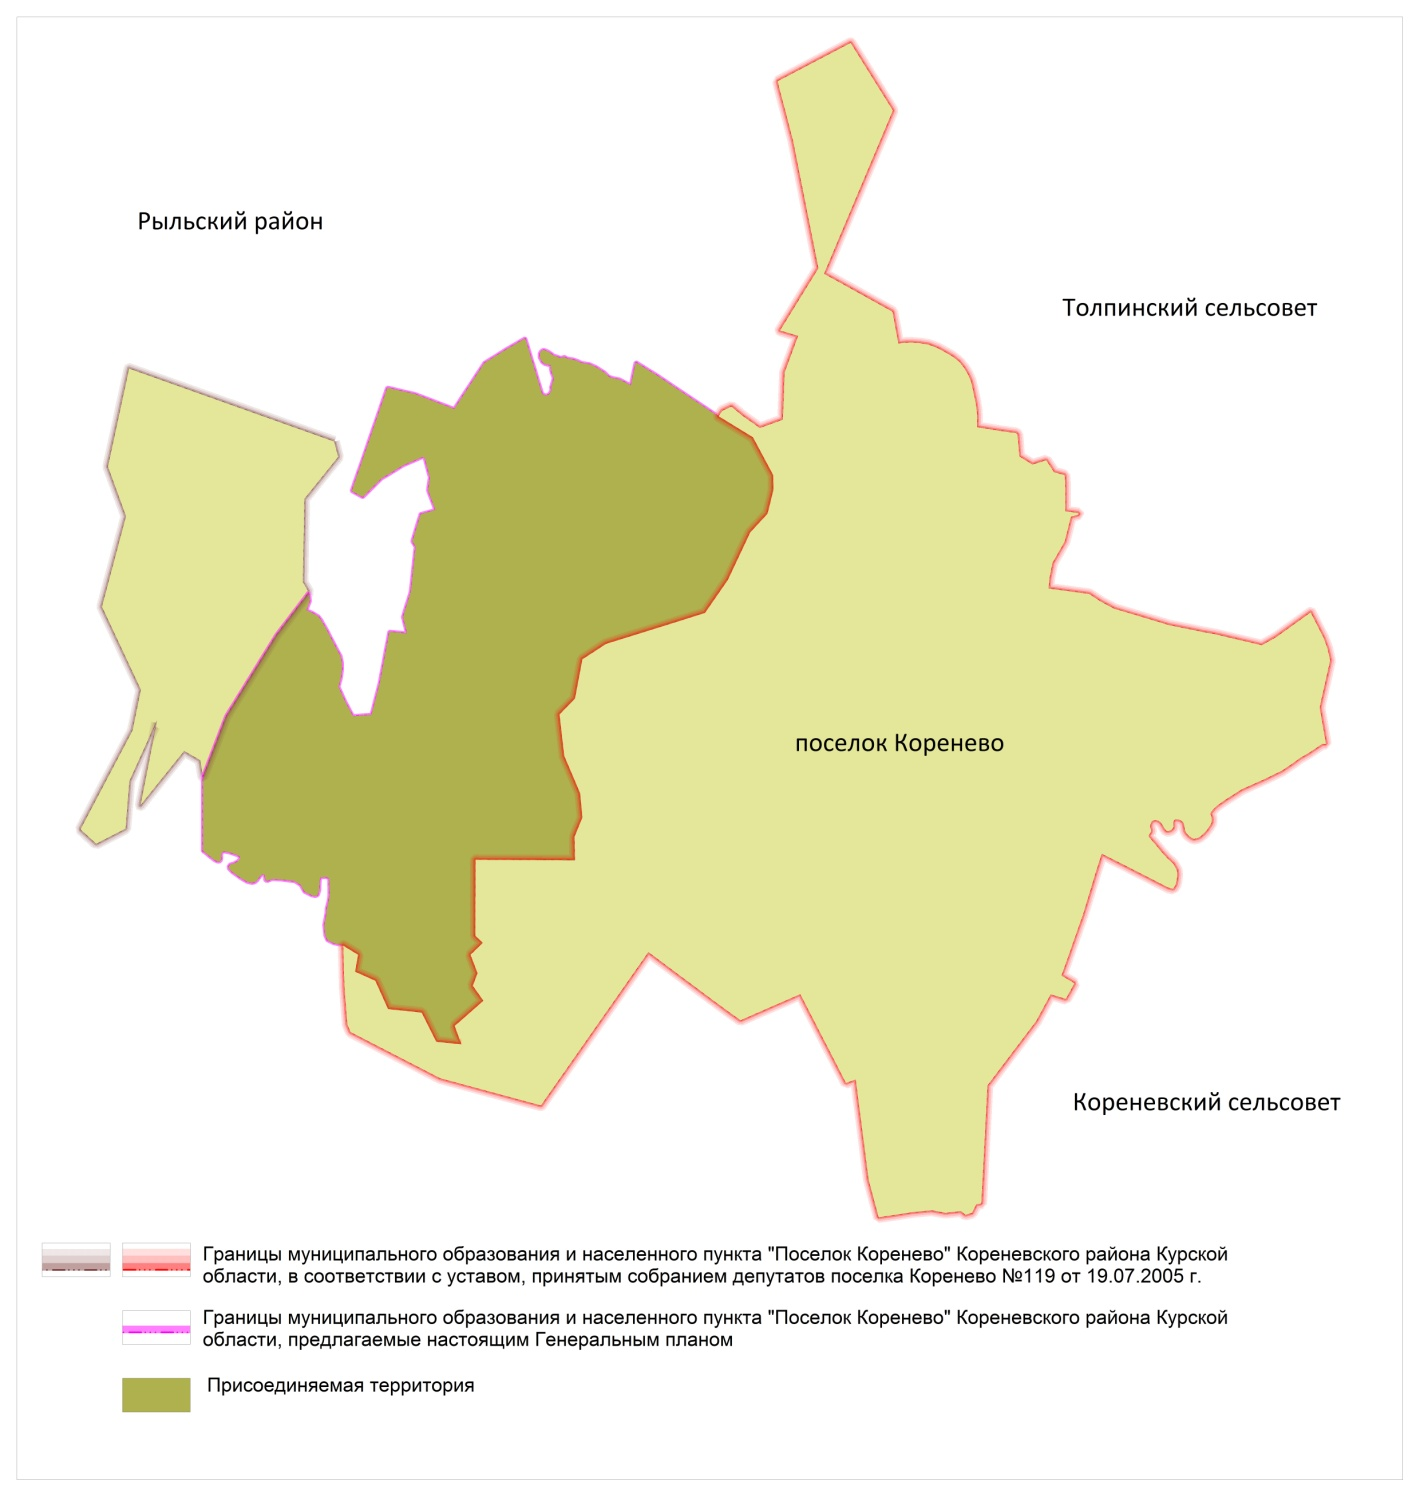 Рыльский район
Толпинский сельсовет
поселок Коренево
Кореневский сельсовет
Границы муниципального образования и населенного пункта "Поселок Коренево" Кореневского района Курской
области, в соответствии с уставом, принятым собранием депутатов поселка Коренево №119 от 19.07.2005 г.
Границы муниципального образования и населенного пункта "Поселок Коренево" Кореневского района Курской
области, предлагаемые настоящим Генеральным планом
Присоединяемая территория